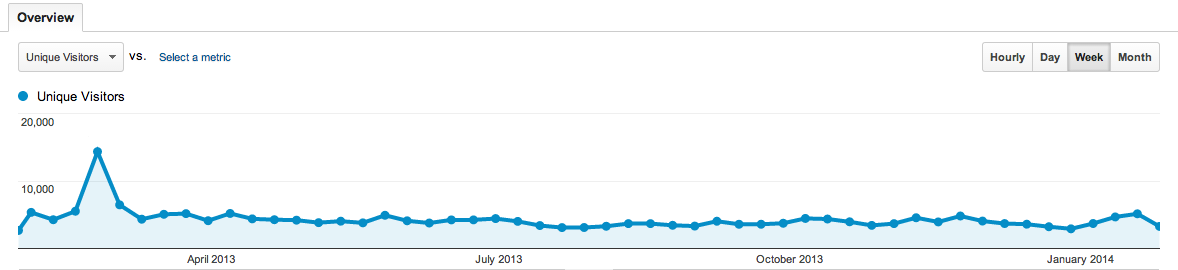 Overview
Unique Visitors vs. Select a metric Hourly Day Week Month
Unique Visitors
20,000
10,000
April 2013 July 2013 October 2013 January 2014